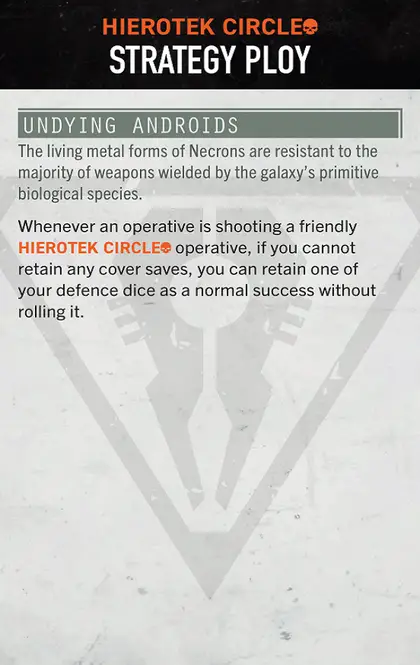 HIEROTEK CIRCLE
STRATEGY PLOY
UNDYING ANDROIDS
The living metal forms of Necrons are resistant to the
majority of weapons wielded by the galaxy's primitive
biological species.
Whenever an operative is shooting a friendly
HIEROTEK CIRCLE operative, if you cannot
retain any cover saves, you can retain one of
your defence dice as a normal success without
rolling it.